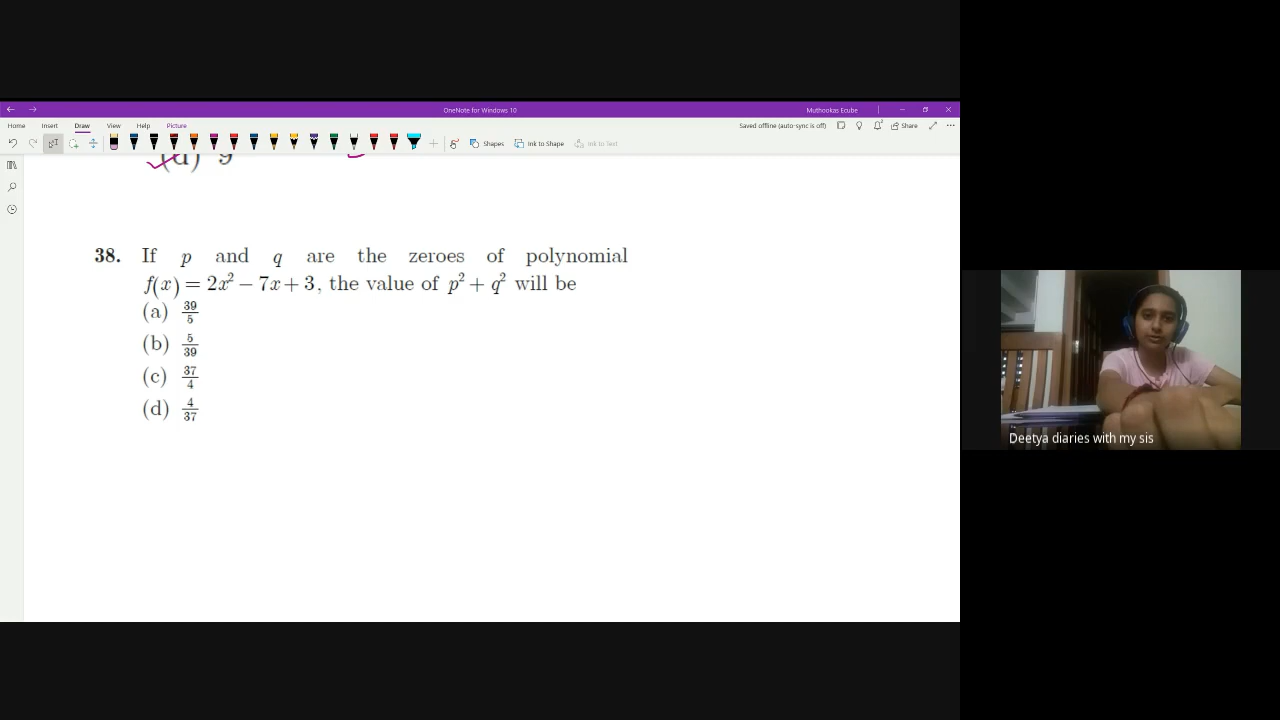 OneNote for Windows 10
Muthookas Ecube
Home Insert Draw View Help Picture
Saved offline (auto-sync is off)
Share
Shapes
Ink to Shape
Ink to Text
(d) 9
38. If p and q are the zeroes of polynomial
f(x) = 2x² − 7x + 3, the value of p² + q² will be
(a) 39/5
(b) 5/39
(c) 37/4
(d) 4/37
Deetya diaries with my sis